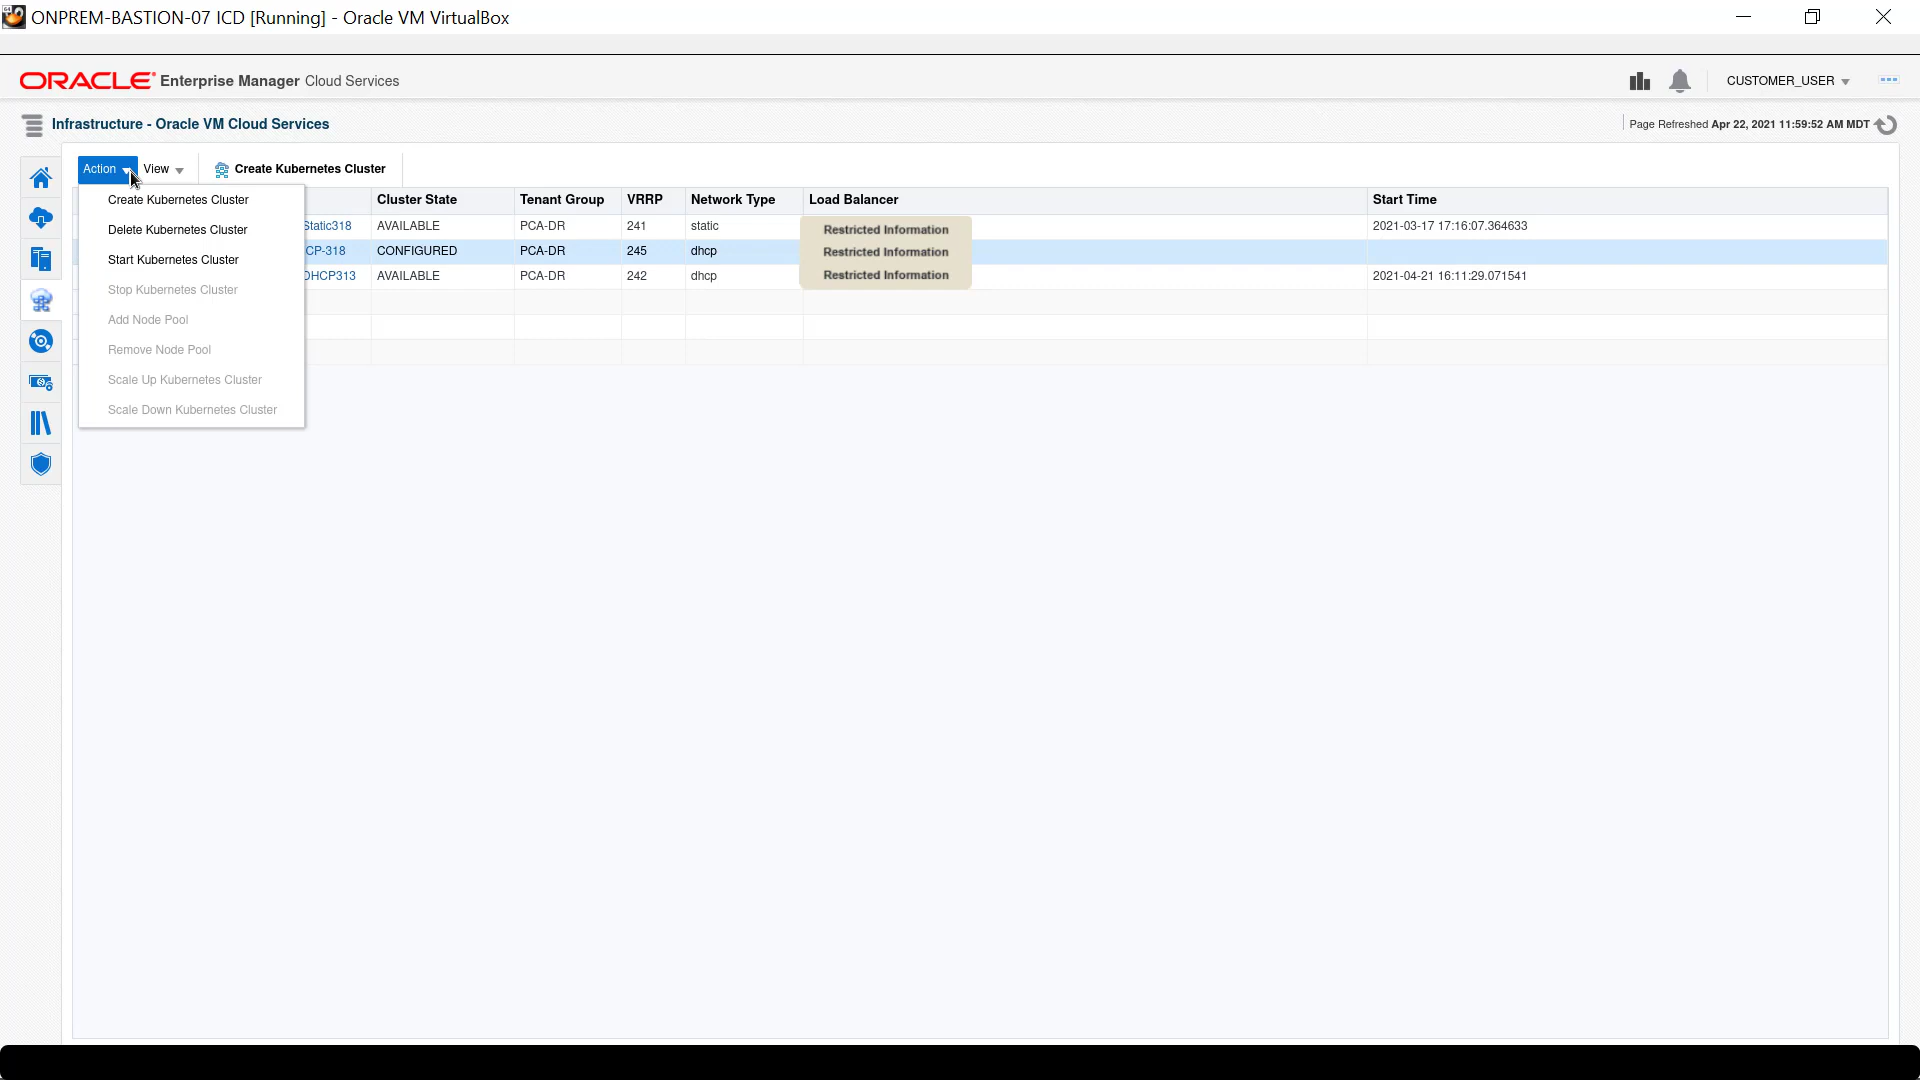 ONPREM-BASTION-07 ICD [Running] - Oracle VM VirtualBox
ORACLE Enterprise Manager Cloud Services
CUSTOMER_USER
Infrastructure - Oracle VM Cloud Services
Page Refreshed Apr 22, 2021 11:59:52 AM MDT
Action View Create Kubernetes Cluster
Cluster State Tenant Group VRRP Network Type Load Balancer Start Time
Static318 AVAILABLE PCA-DR 241 static Restricted Information 2021-03-17 17:16:07.364633
CP-318 CONFIGURED PCA-DR 245 dhcp Restricted Information
DHCP313 AVAILABLE PCA-DR 242 dhcp Restricted Information 2021-04-21 16:11:29.071541
Create Kubernetes Cluster
Delete Kubernetes Cluster
Start Kubernetes Cluster
Stop Kubernetes Cluster
Add Node Pool
Remove Node Pool
Scale Up Kubernetes Cluster
Scale Down Kubernetes Cluster